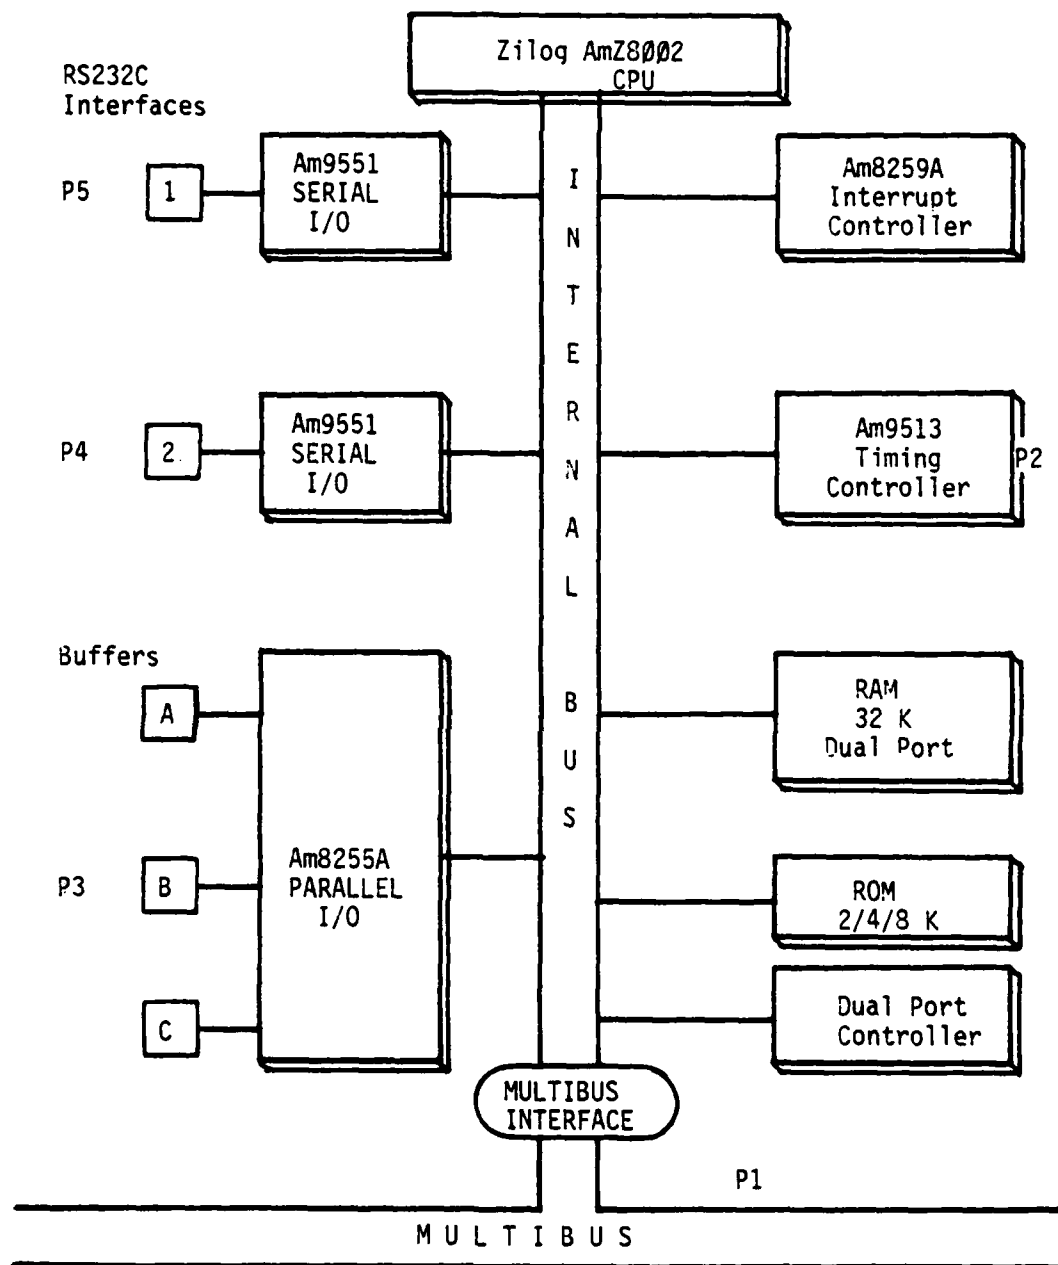 Zilog AmZ8002
CPU
RS232C
Interfaces
P5
1
Am9551
SERIAL
I/O
Am8259A
Interrupt
Controller
P4
2
Am9551
SERIAL
I/O
Am9513
Timing
Controller
P2
INTERNAL BUS
Buffers
A
P3
B
C
Am8255A
PARALLEL
I/O
RAM
32 K
Dual Port
ROM
2/4/8 K
Dual Port
Controller
MULTIBUS
INTERFACE
P1
MULTIBUS